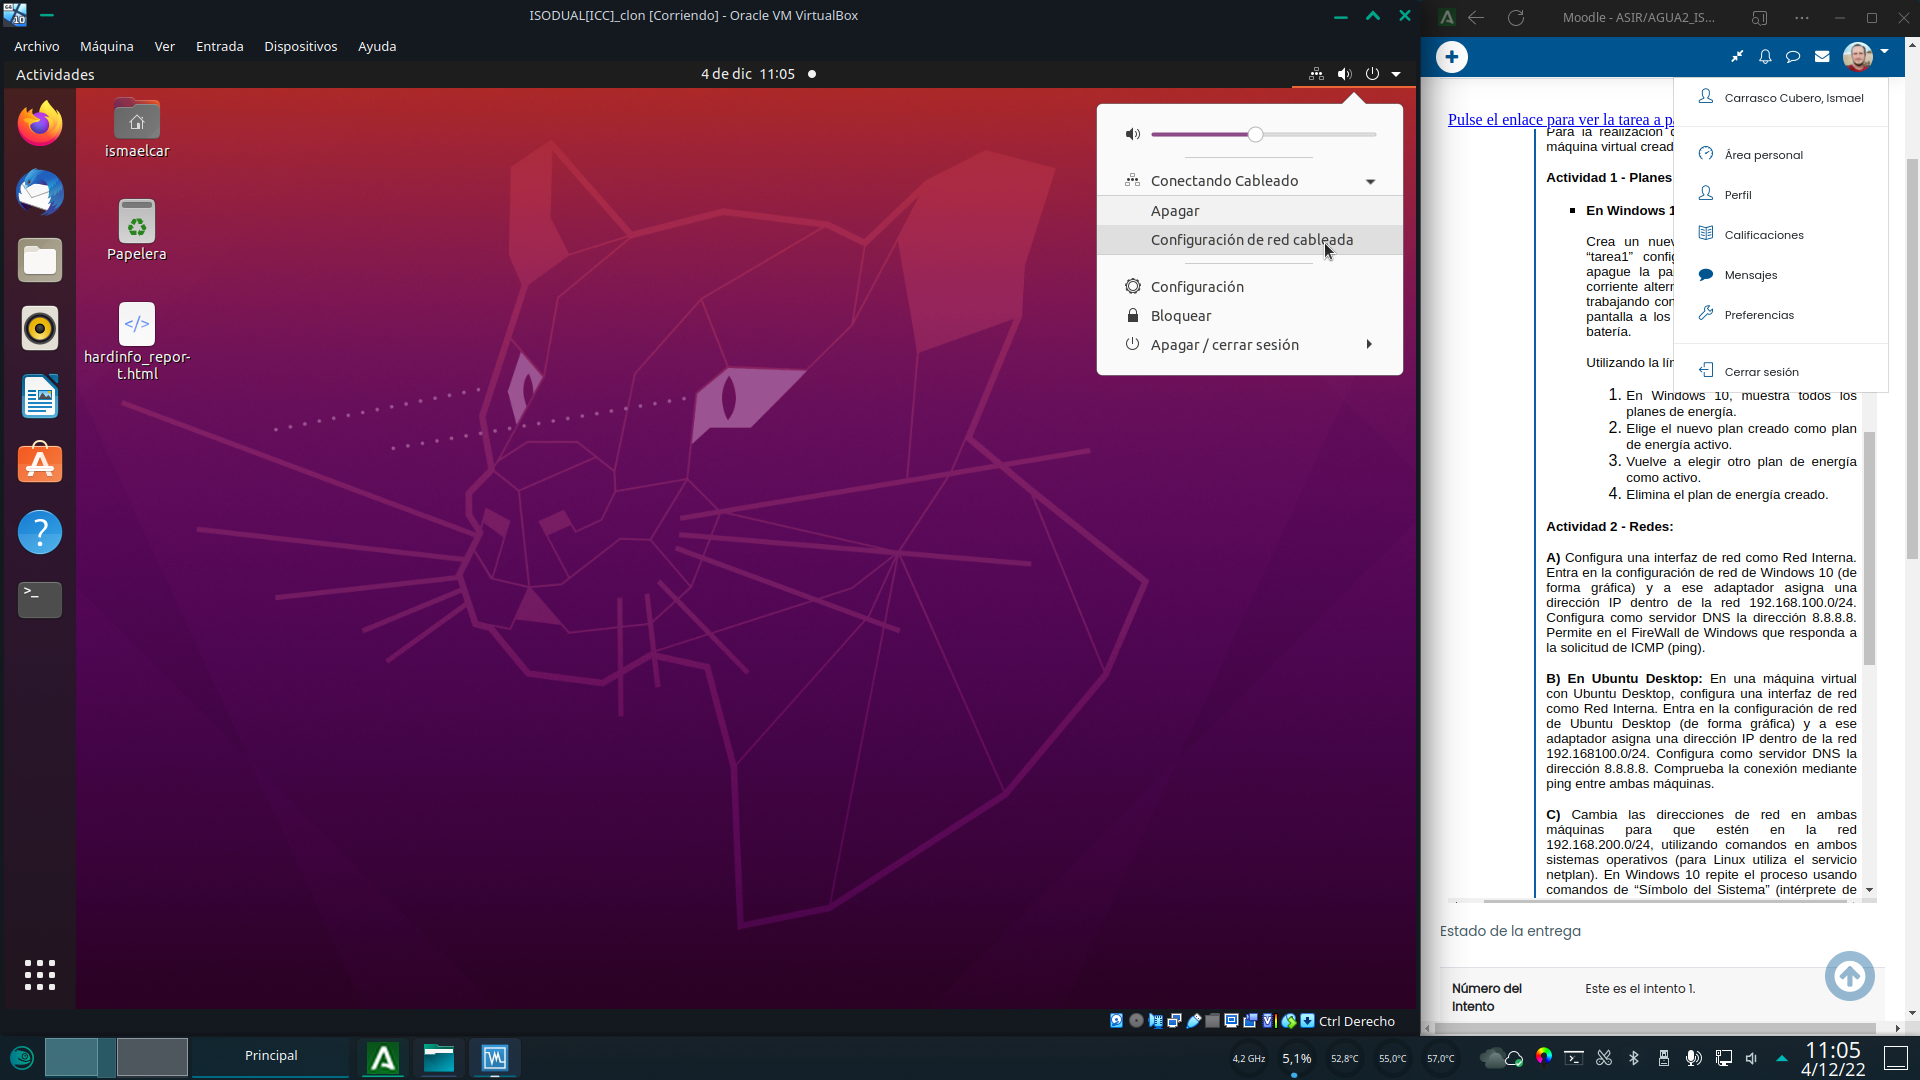 ISODUAL[ICC]_clon [Corriendo] - Oracle VM VirtualBox
Archivo Máquina Ver Entrada Dispositivos Ayuda
Actividades
4 de dic 11:05
ismaelcar
Papelera
</>
hardinfo_repor-
t.html
>_
Conectando Cableado
Apagar
Configuración de red cableada
Configuración
Bloquear
Apagar / cerrar sesión
Ctrl Derecho
Moodle - ASIR/AGUA2_IS...
Carrasco Cubero, Ismael
Área personal
Perfil
Calificaciones
Mensajes
Preferencias
Cerrar sesión
Pulse el enlace para ver la tarea a p
Para la realización
máquina virtual cread
Actividad 1 - Planes
En Windows 1
Crea un nuev
“tarea1” config
apague la pa
corriente altern
trabajando con
pantalla a los
batería.
Utilizando la lín
1. En Windows 10, muestra todos los
planes de energía.
2. Elige el nuevo plan creado como plan
de energía activo.
3. Vuelve a elegir otro plan de energía
como activo.
4. Elimina el plan de energía creado.
Actividad 2 - Redes:
A) Configura una interfaz de red como Red Interna.
Entra en la configuración de red de Windows 10 (de
forma gráfica) y a ese adaptador asigna una
dirección IP dentro de la red 192.168.100.0/24.
Configura como servidor DNS la dirección 8.8.8.8.
Permite en el FireWall de Windows que responda a
la solicitud de ICMP (ping).
B) En Ubuntu Desktop: En una máquina virtual
con Ubuntu Desktop, configura una interfaz de red
como Red Interna. Entra en la configuración de red
de Ubuntu Desktop (de forma gráfica) y a ese
adaptador asigna una dirección IP dentro de la red
192.168100.0/24. Configura como servidor DNS la
dirección 8.8.8.8. Comprueba la conexión mediante
ping entre ambas máquinas.
C) Cambia las direcciones de red en ambas
máquinas para que estén en la red
192.168.200.0/24, utilizando comandos en ambos
sistemas operativos (para Linux utiliza el servicio
netplan). En Windows 10 repite el proceso usando
comandos de “Símbolo del Sistema” (intérprete de
Estado de la entrega
Número del
intento
Este es el intento 1.
Principal
4,2 GHz
5,1%
52,8°C
55,0°C
57,0°C
11:05
4/12/22